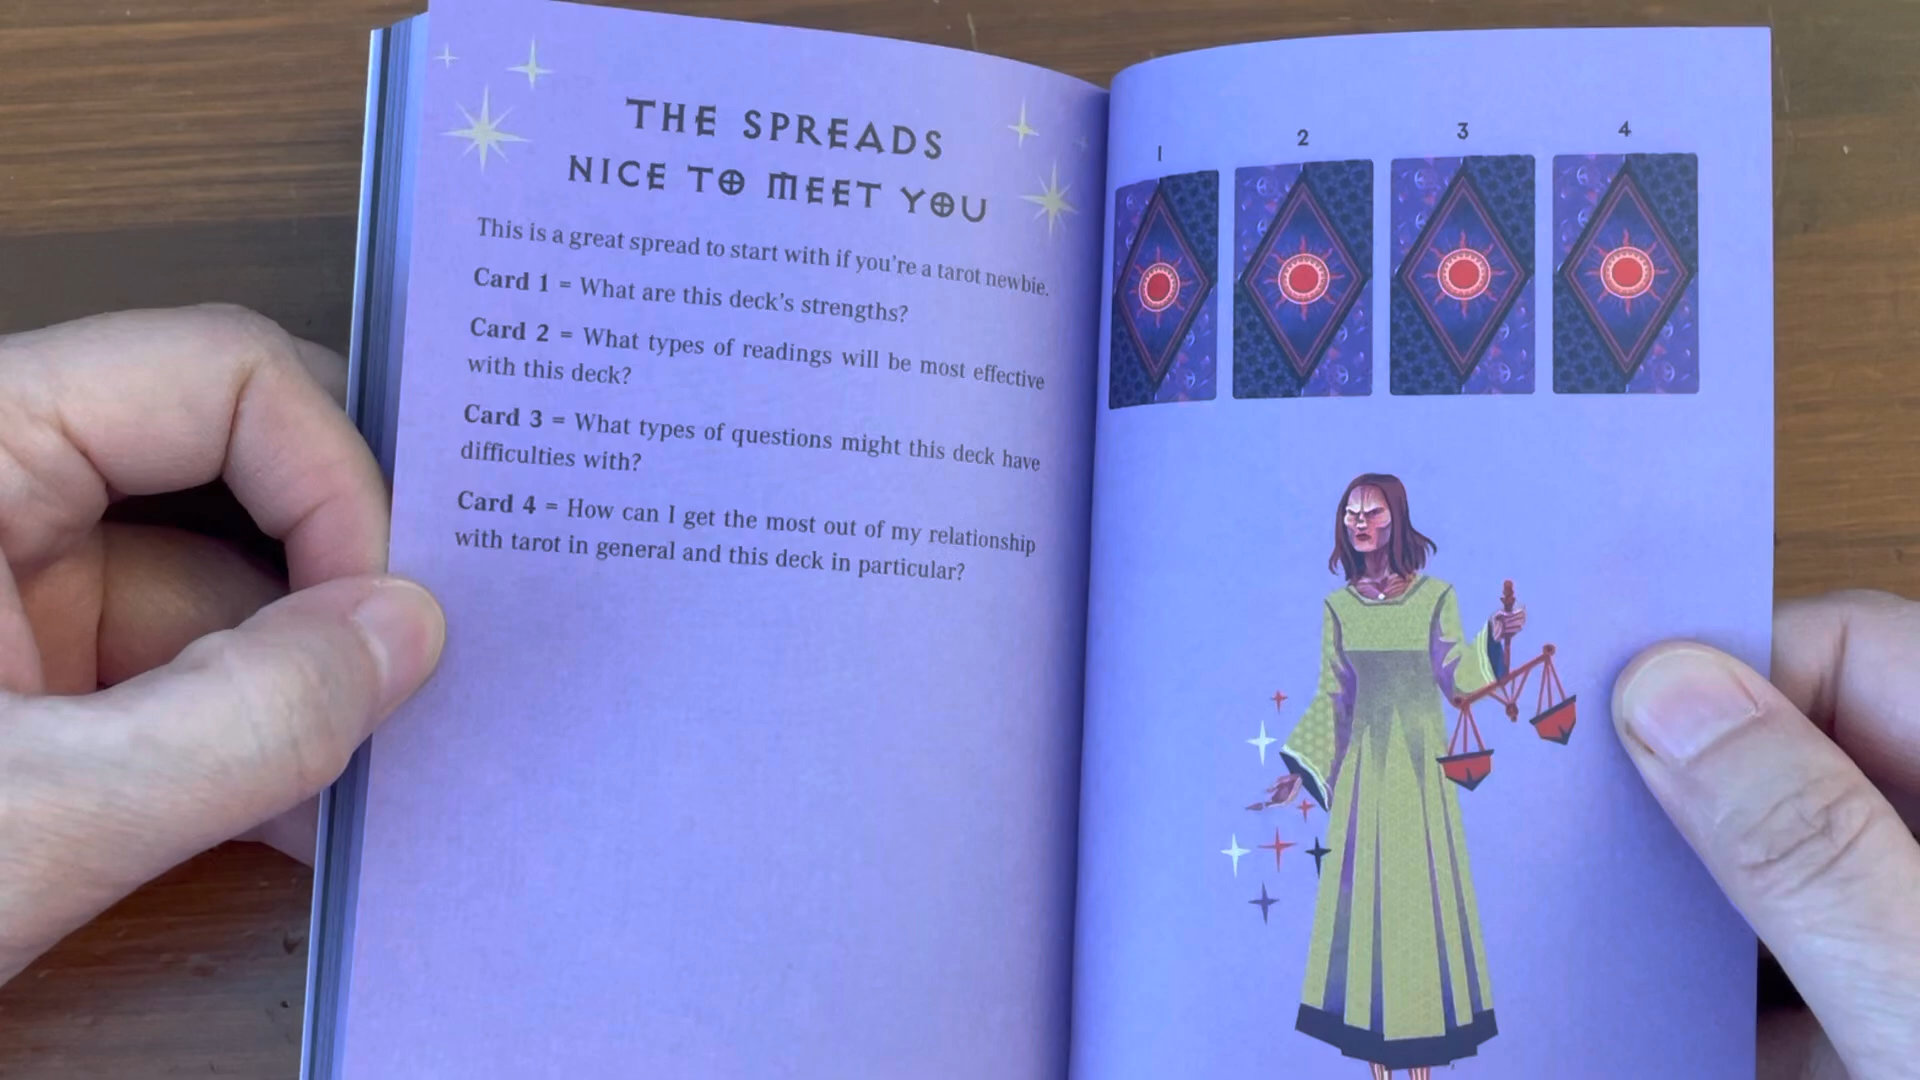 THE SPREADS
NICE TO MEET YOU
This is a great spread to start with if you're a tarot newbie.
Card 1 = What are this deck's strengths?
Card 2 = What types of readings will be most effective
with this deck?
Card 3 = What types of questions might this deck have
difficulties with?
Card 4 = How can I get the most out of my relationship
with tarot in general and this deck in particular?
1 2 3 4